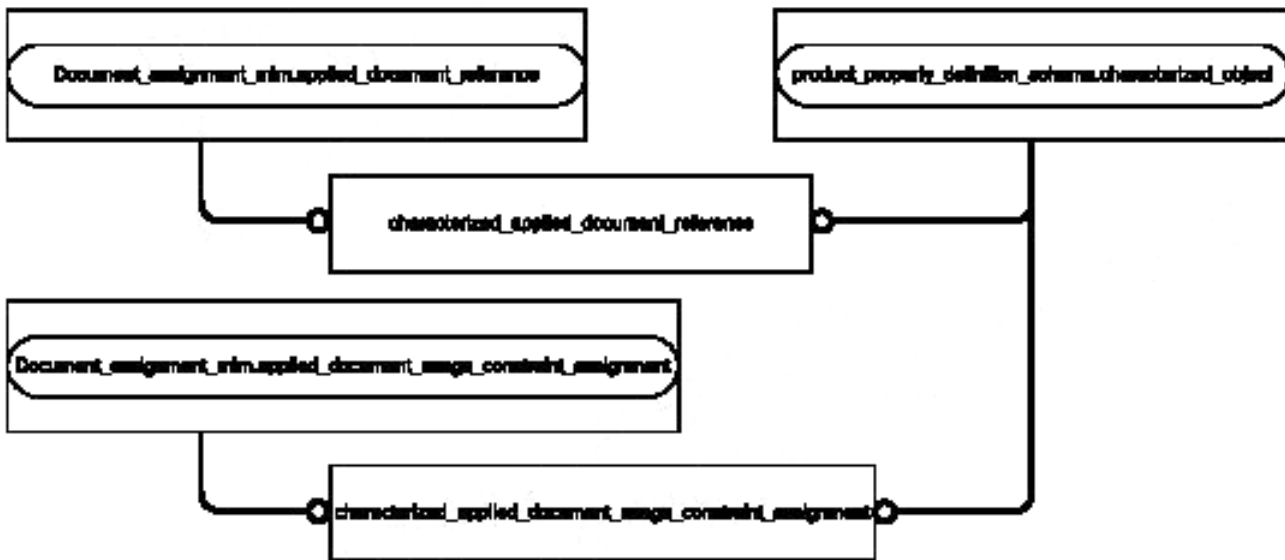 Document_assignment_mim.applied_document_reference
product_property_definition_schema.characterized_object
characterized_applied_document_reference
Document_assignment_mim.applied_document_usage_constraint_assignment
characterized_applied_document_usage_constraint_assignment